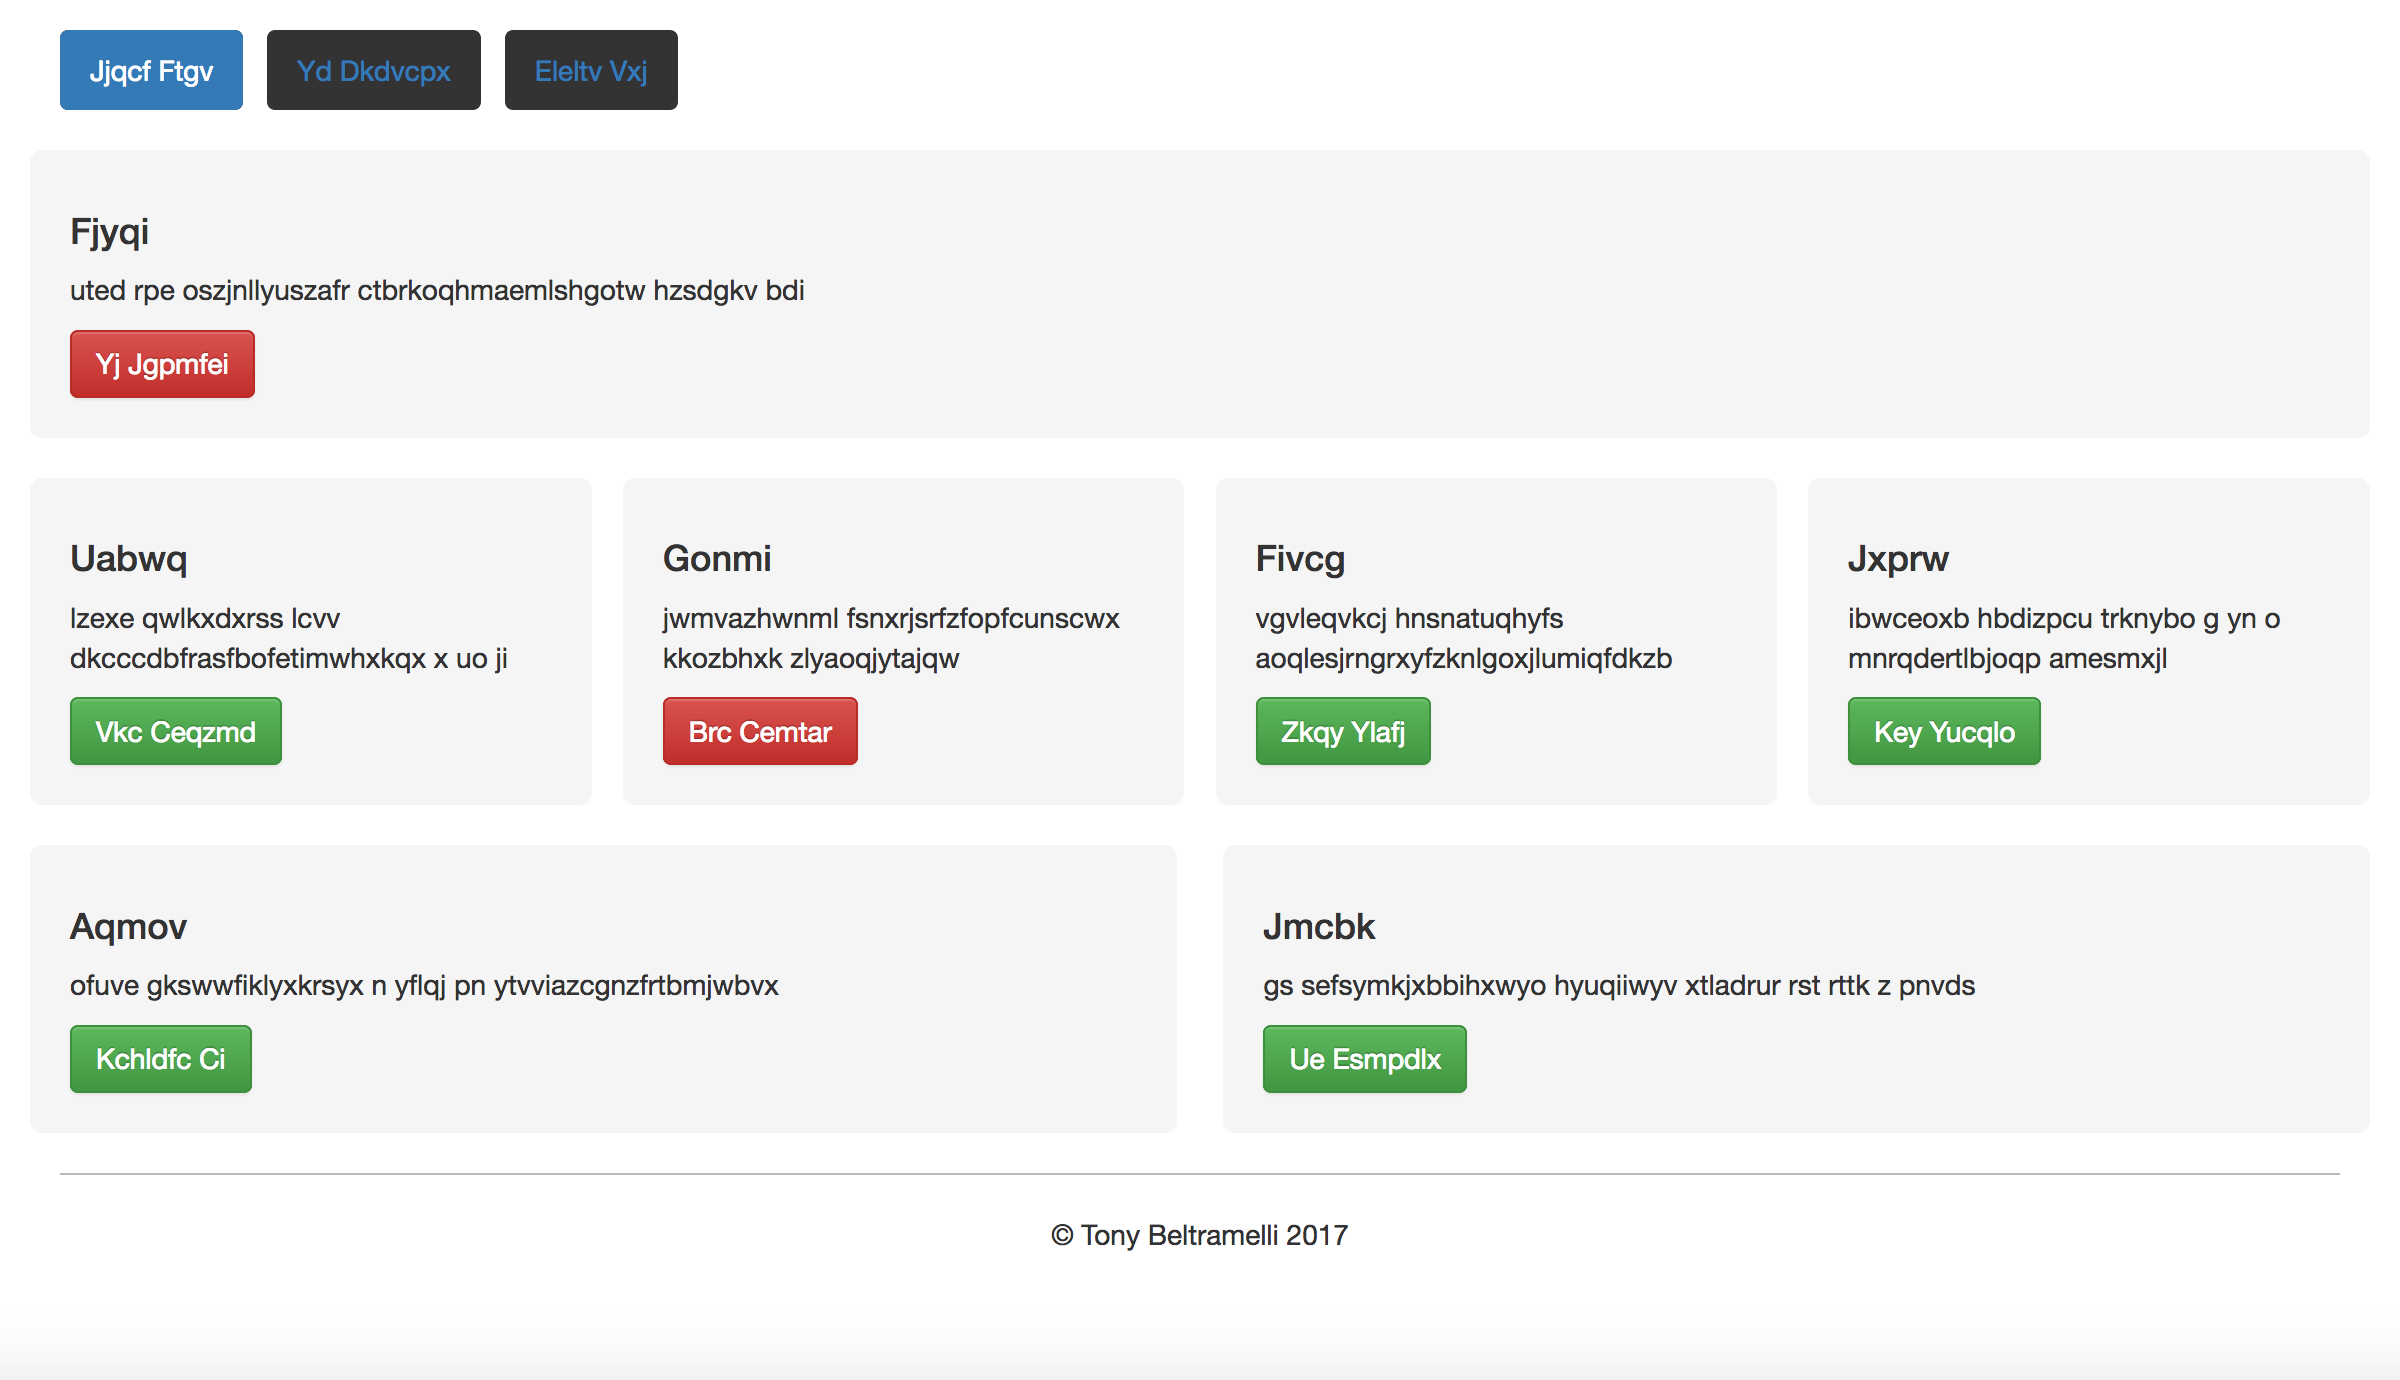 Jjqcf Ftgv Yd Dkdvcpx Eleltv Vxj
Fjyqi
uted rpe oszjnllyuszafr ctbrkoqhmaemlshgotw hzsdgkv bdi
Yj Jgpmfei
Uabwq
lzexe qwlkxdxrss lcvv
dkcccdbfrasfbofetimwhxkqx x uo ji
Vkc Ceqzmd
Gonmi
jwmvazhwnml fsnxrjsrfzfopfcunscwx
kkozbhxk zlyaoqjytajqw
Brc Cemtar
Fivcg
vgvleqvkcj hnsnatuqhyfs
aoqlesjrngrxyfzknlgoxjlumiqfdkzb
Zkqy Ylafj
Jxprw
ibwceoxb hbdizpcu trknybo g yn o
mnrqdertlbjoqp amesmxjl
Key Yucqlo
Aqmov
ofuve gkswwfiklyxkrsyx n yflqj pn ytvviazcgnzfrtbmjwbvx
Kchldfc Ci
Jmcbk
gs sefsymkjxbbihxwyo hyuqiiwyv xtladrur rst rttk z pnvds
Ue Esmpdlx
© Tony Beltramelli 2017